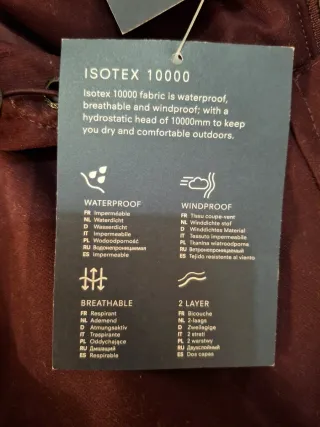 ISOTEX 10000
Isotex 10000 fabric is waterproof,
breathable and windproof; with a
hydrostatic head of 10000mm to keep
you dry and comfortable outdoors.
WATERPROOF
FR Imperméable
NL Waterdicht
D Wasserdicht
IT Impermeabile
PL Wodoodporność
RU Водонепроницаемая
ES Impermeable
WINDPROOF
FR Tissu coupe-vent
NL Winddichte stof
D Winddichtes Material
IT Tessuto impermeabile
PL Tkanina wiatroodporna
RU Ветронепроницаемый
ES Tejido resistente al viento
BREATHABLE
FR Respirant
NL Ademend
D Atmungsaktiv
IT Traspirante
PL Oddychające
RU Дышащий
ES Respirable
2 LAYER
FR Bicouche
NL 2-laags
D Zweilagige
IT 2 strati
PL 2 warstwy
RU Двухслойный
ES Dos capas